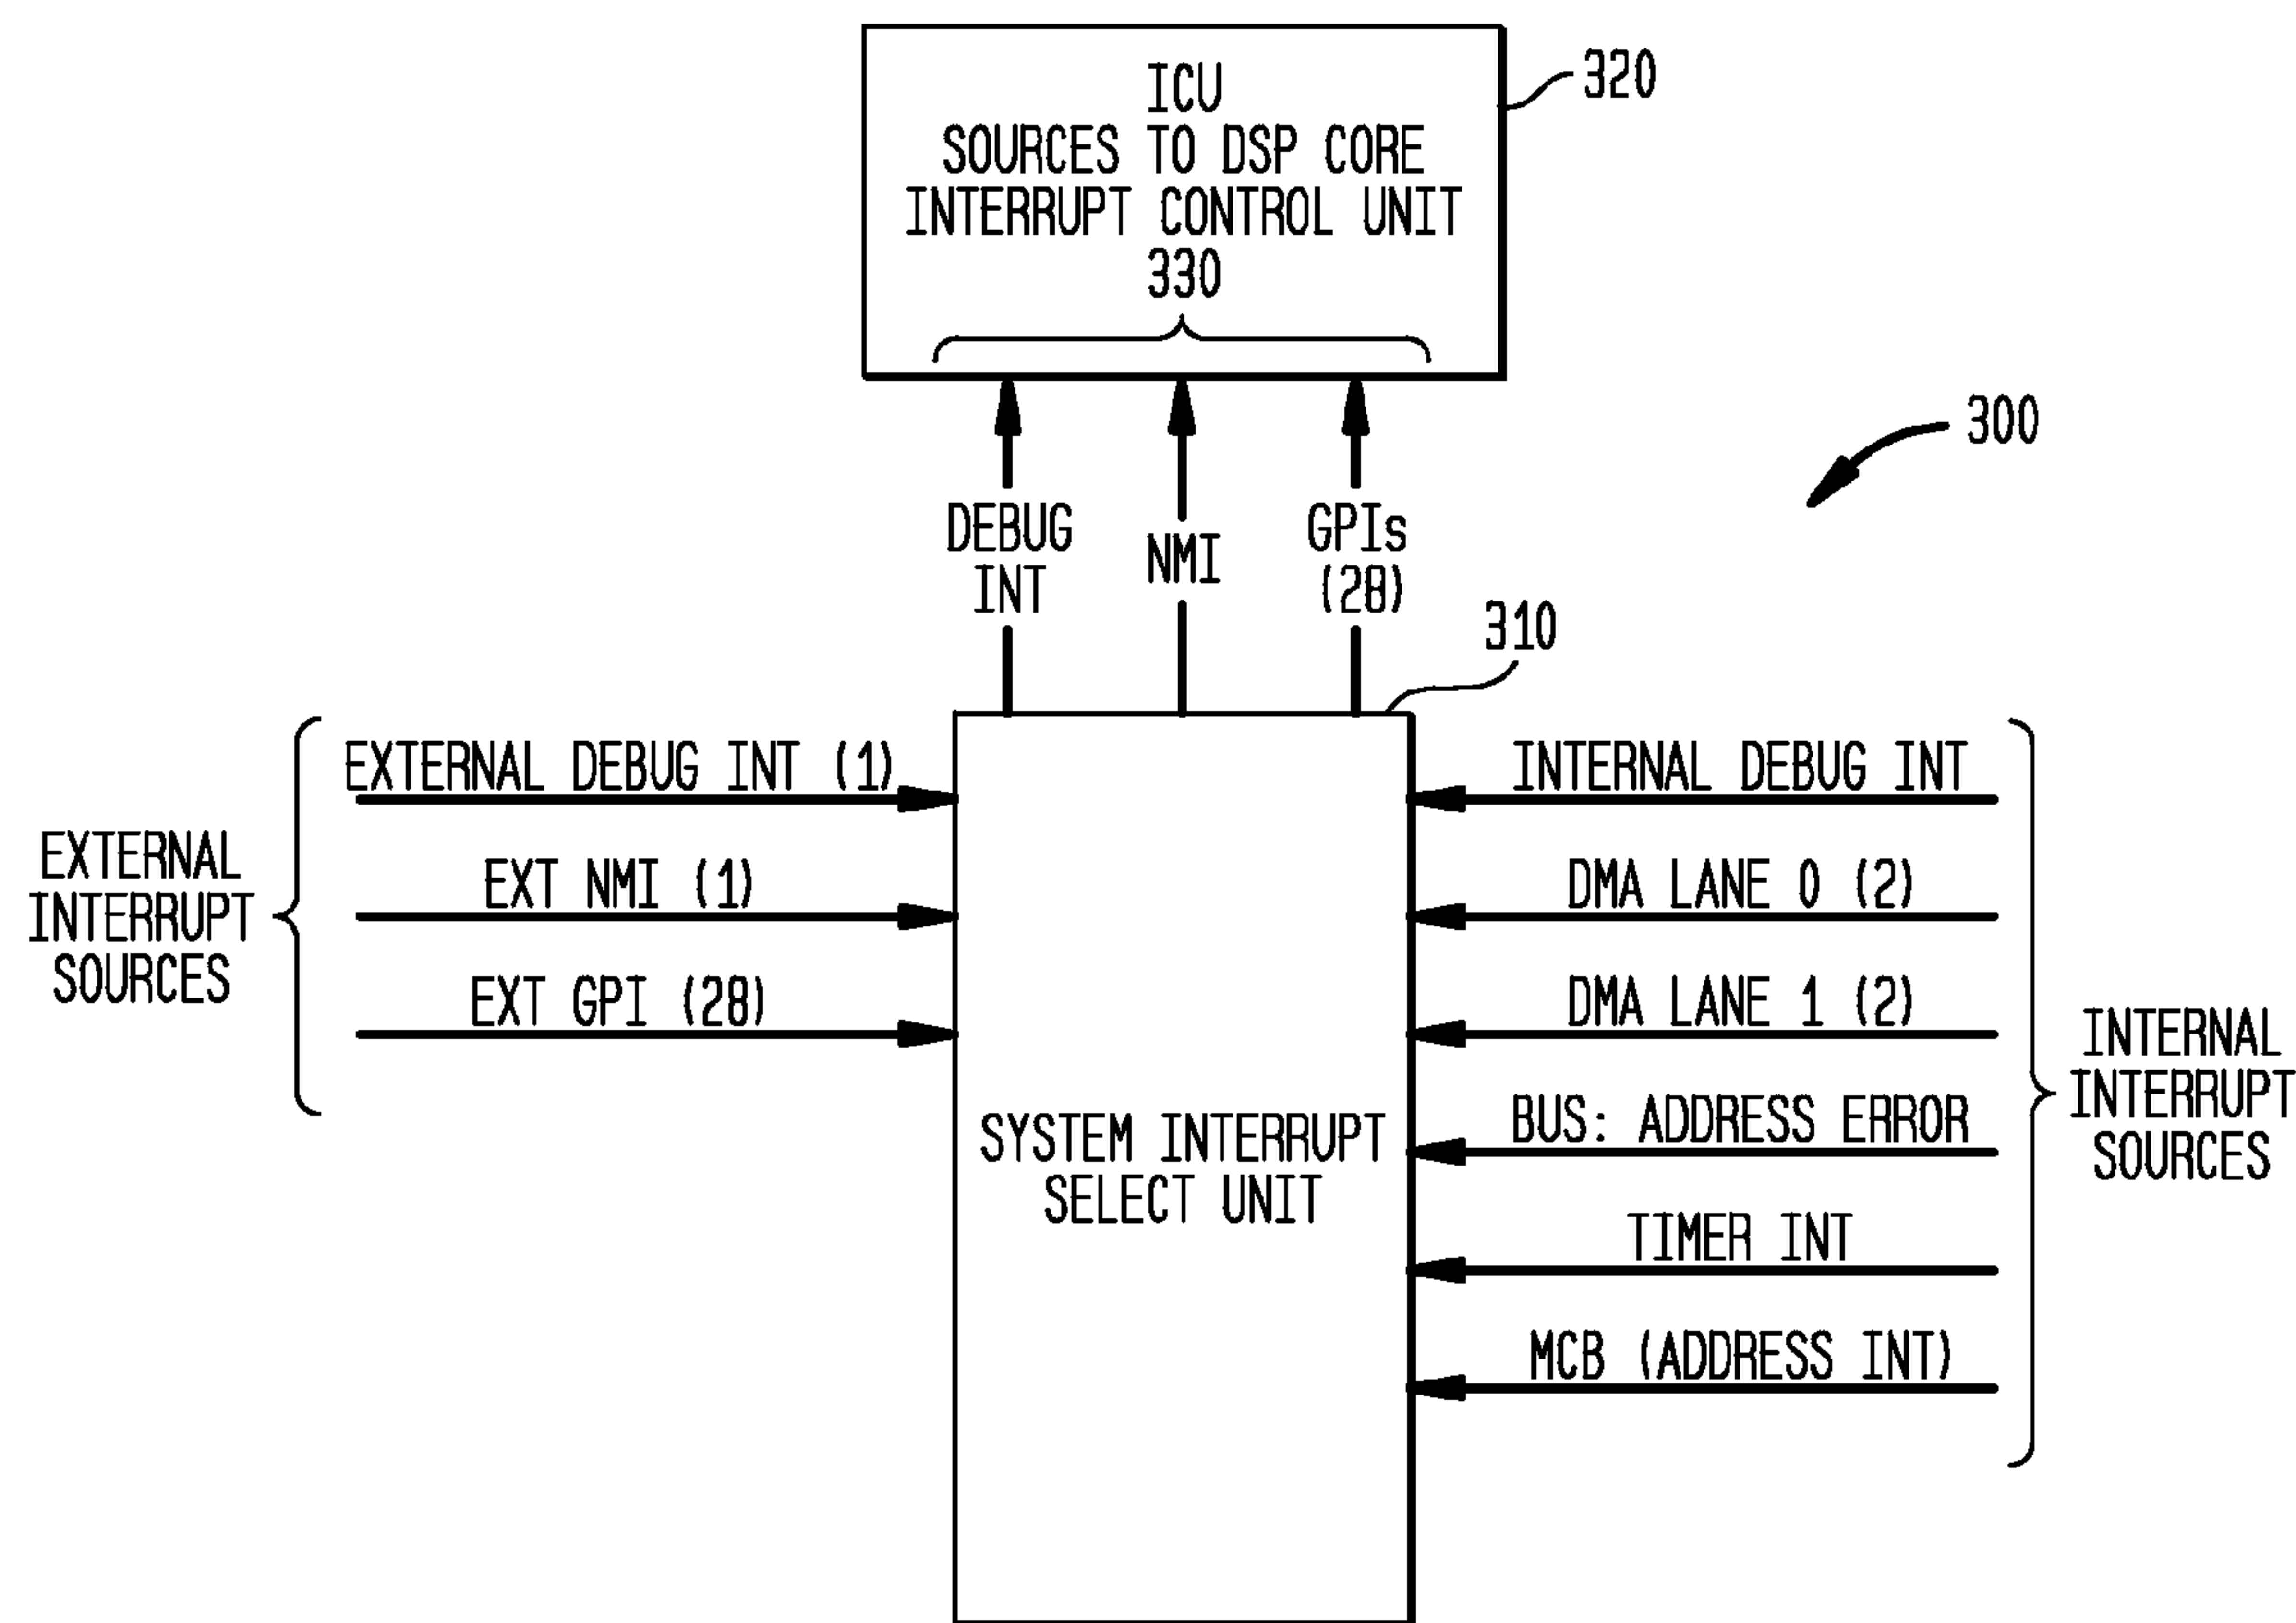 ICU
SOURCES TO DSP CORE
INTERRUPT CONTROL UNIT
330
320
300
DEBUG
INT
NMI
GPIs
(28)
310
EXTERNAL
INTERRUPT
SOURCES
EXTERNAL DEBUG INT (1)
EXT NMI (1)
EXT GPI (28)
SYSTEM INTERRUPT
SELECT UNIT
INTERNAL DEBUG INT
DMA LANE 0 (2)
DMA LANE 1 (2)
BUS: ADDRESS ERROR
TIMER INT
MCB (ADDRESS INT)
INTERNAL
INTERRUPT
SOURCES